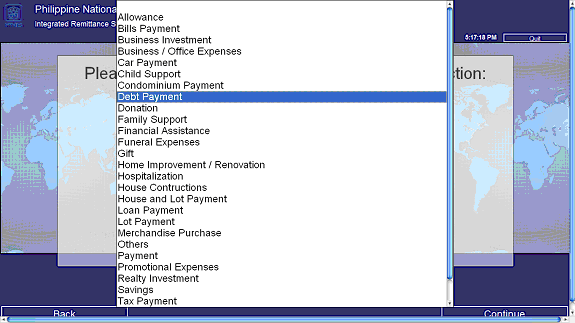 Philippine Nationa
Integrated Remittance S
5:17:18 PM
Quit
Plea
ction:
Allowance
Bills Payment
Business Investment
Business / Office Expenses
Car Payment
Child Support
Condominium Payment
Debt Payment
Donation
Family Support
Financial Assistance
Funeral Expenses
Gift
Home Improvement / Renovation
Hospitalization
House Contructions
House and Lot Payment
Loan Payment
Lot Payment
Merchandise Purchase
Others
Payment
Promotional Expenses
Realty Investment
Savings
Tax Payment
Back
Continue